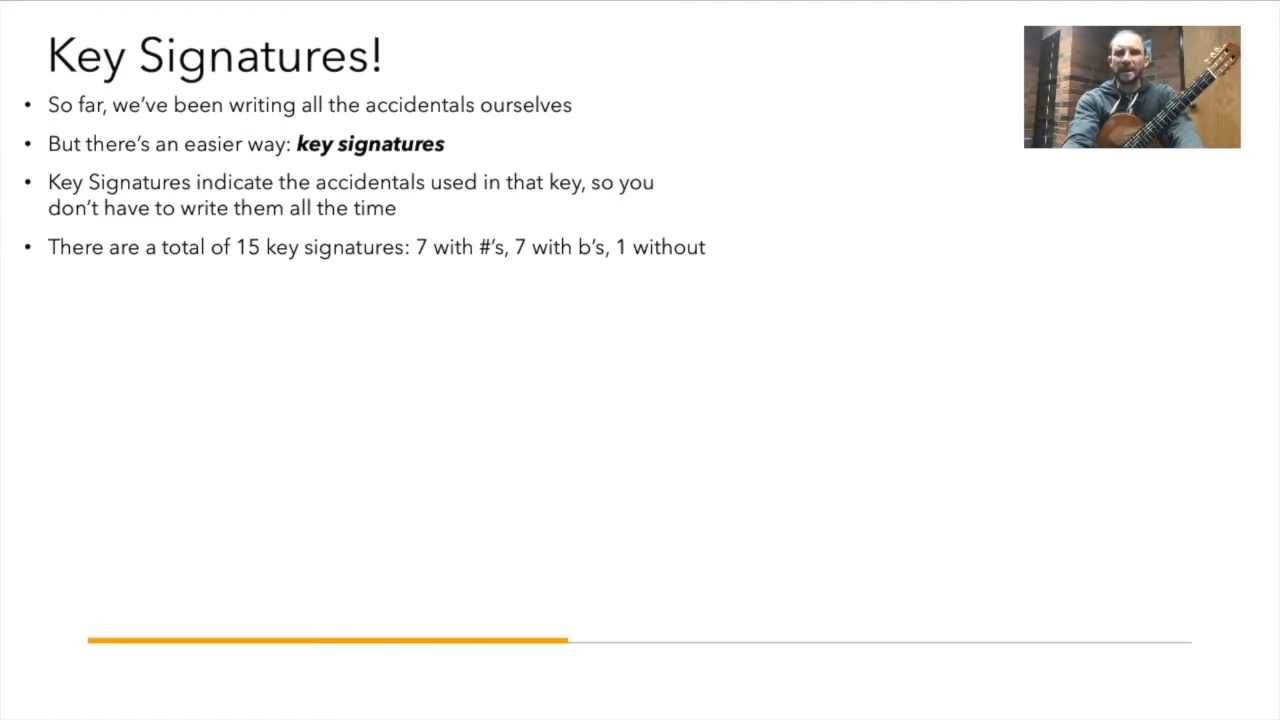 Key Signatures!
• So far, we've been writing all the accidentals ourselves
• But there's an easier way: key signatures
• Key Signatures indicate the accidentals used in that key, so you
don't have to write them all the time
• There are a total of 15 key signatures: 7 with #'s, 7 with b's, 1 without